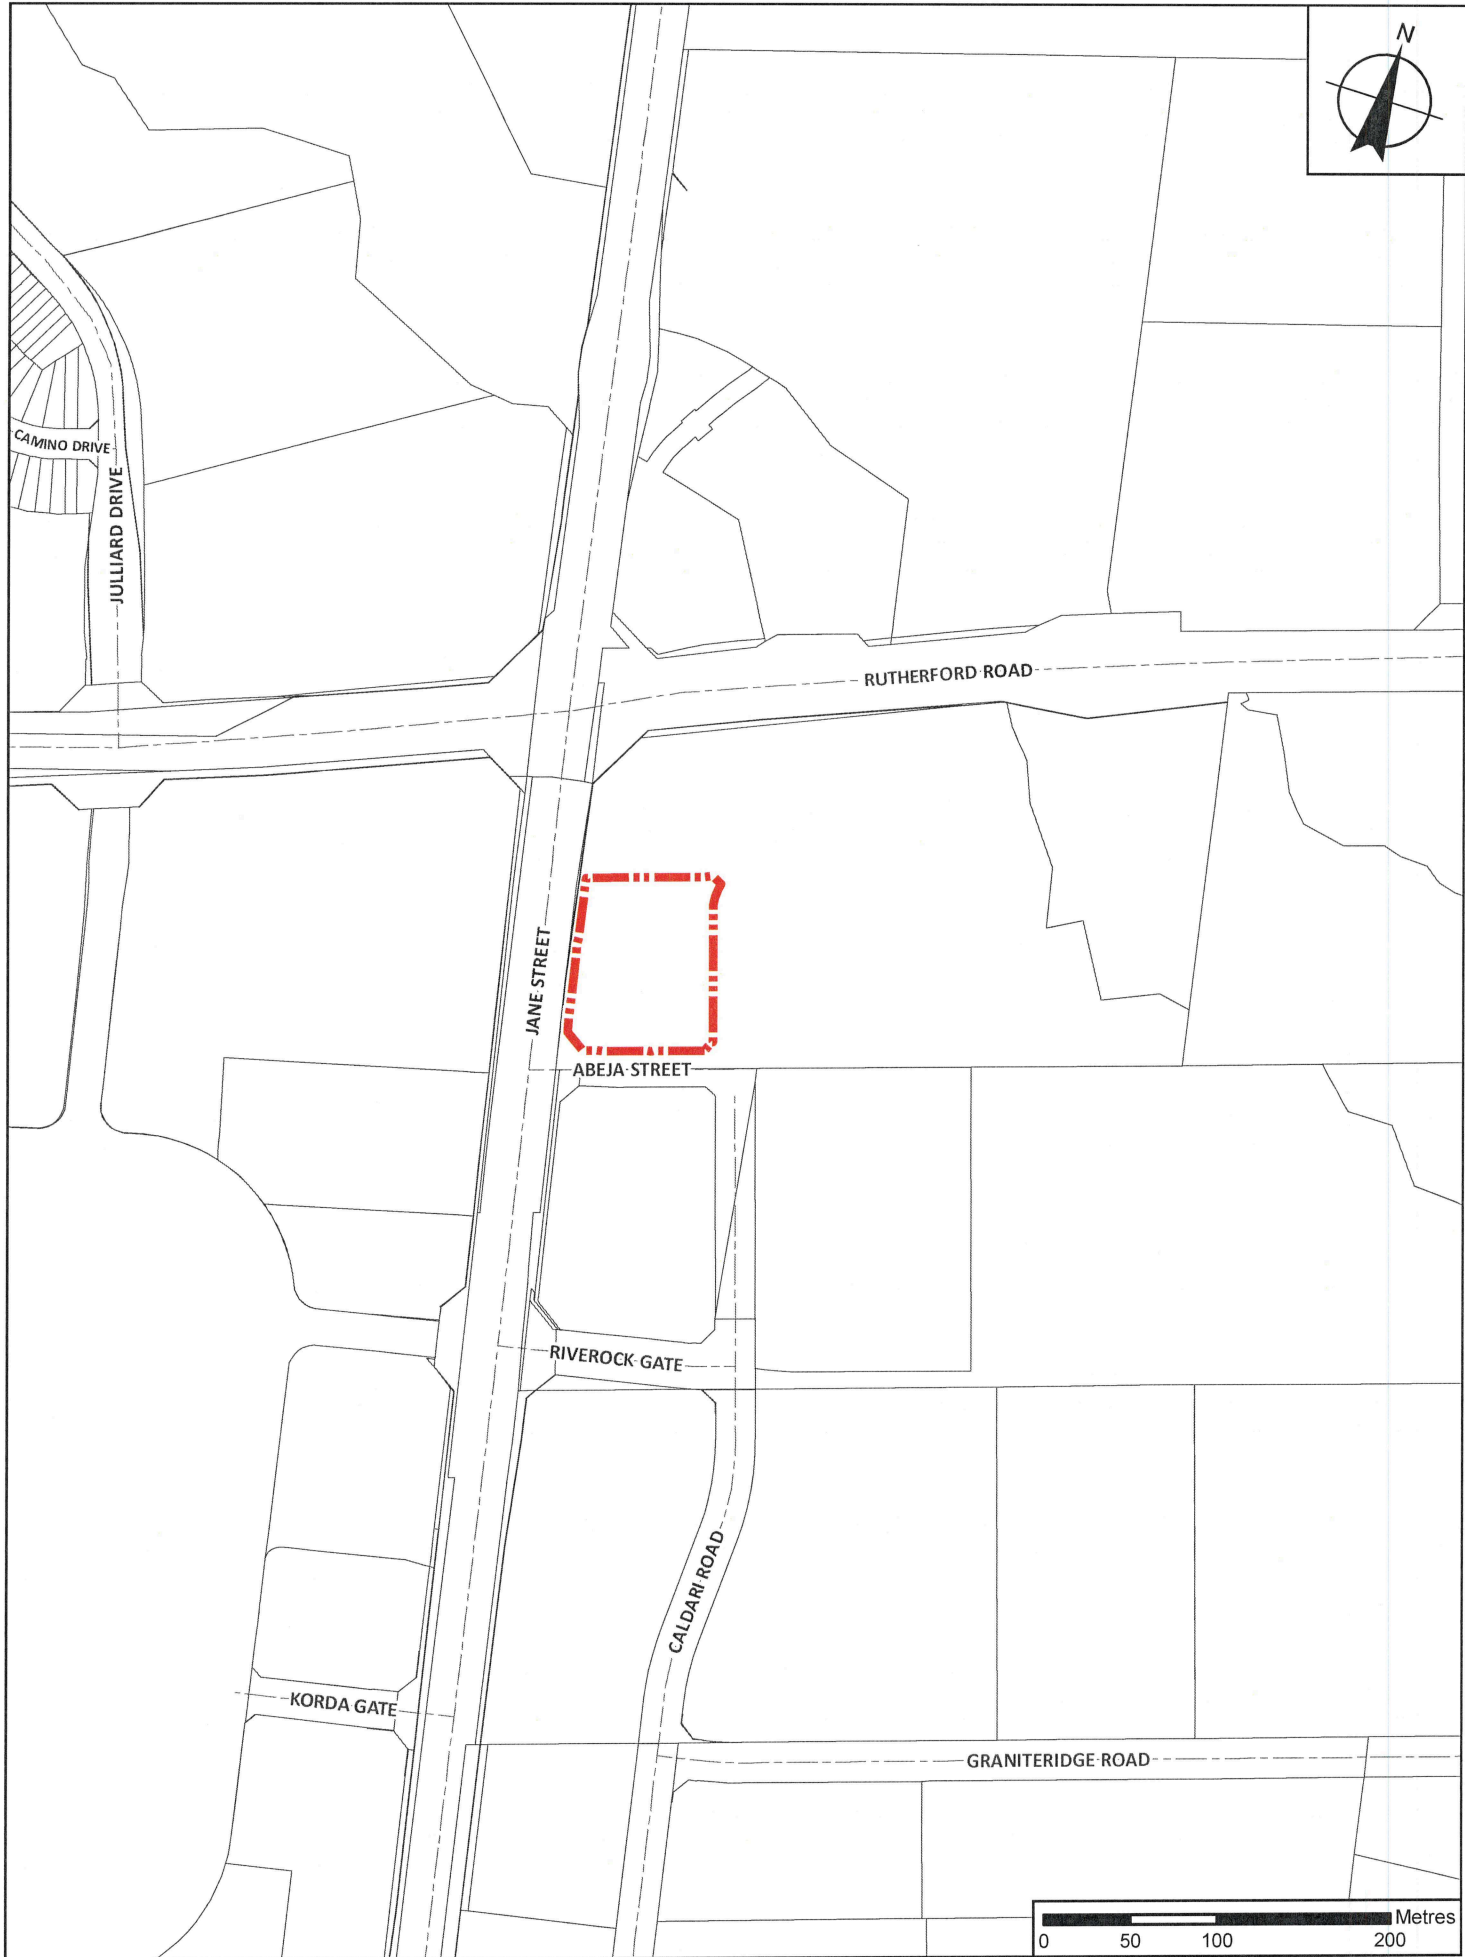 N
CAMINO DRIVE
JULLIARD DRIVE
RUTHERFORD ROAD
JANE STREET
ABEJA STREET
RIVEROCK GATE
CALDARI ROAD
KORDA GATE
GRANITERIDGE ROAD
Metres
0 50 100 200